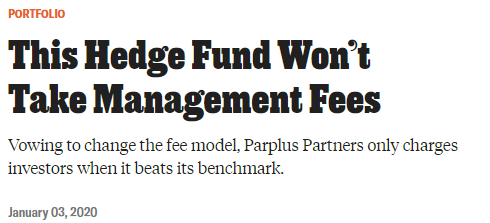 PORTFOLIO
This Hedge Fund Won't
Take Management Fees
Vowing to change the fee model, Parplus Partners only charges
investors when it beats its benchmark.
January 03, 2020